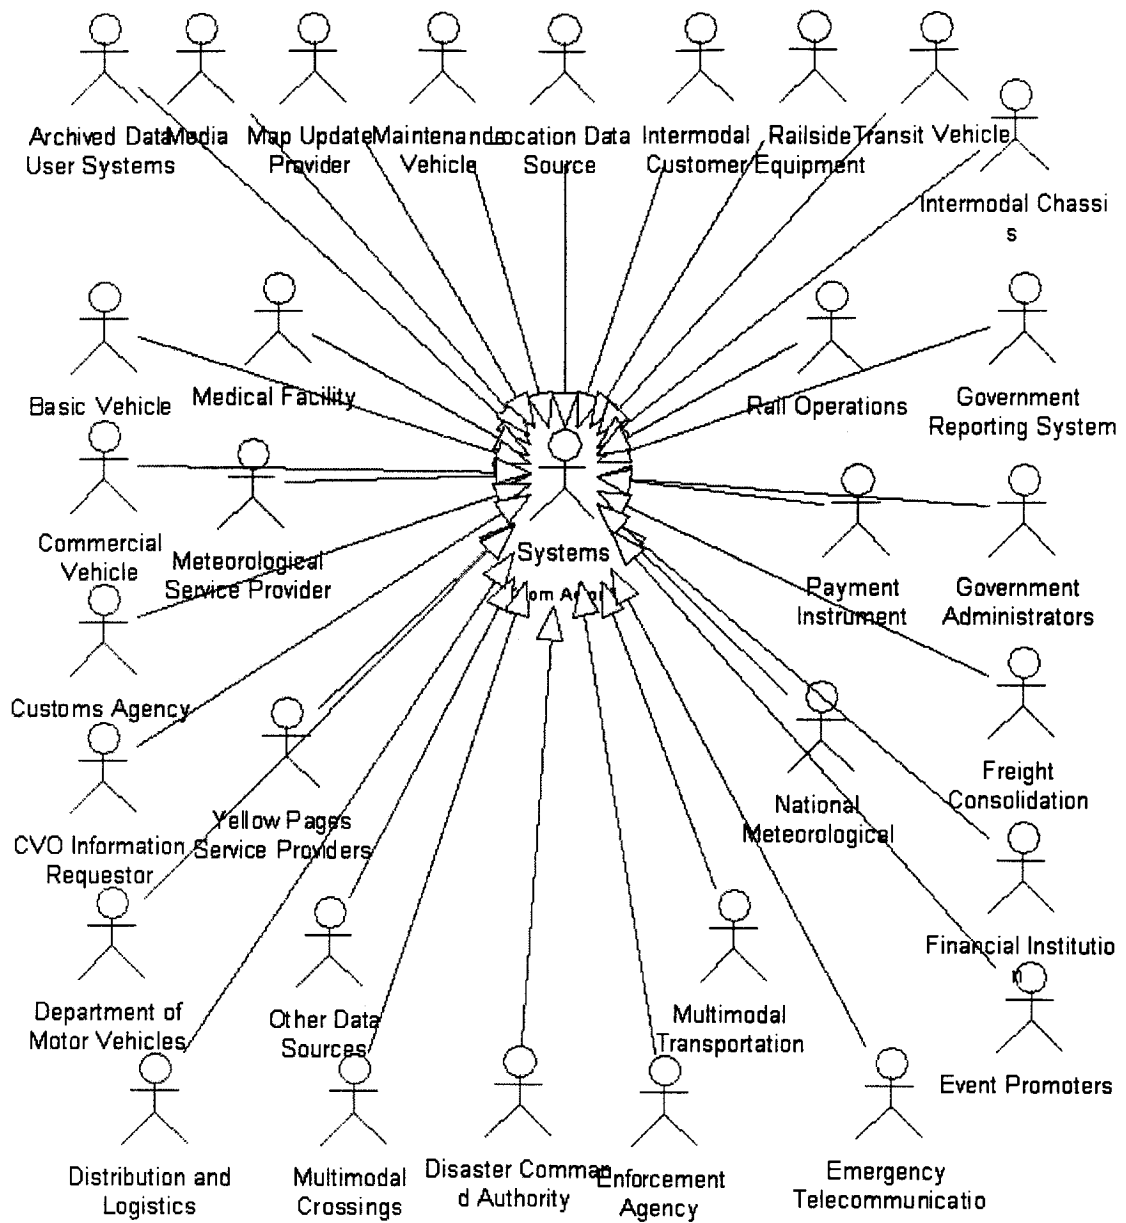 Archived Data
User Systems
Media
Map Update
Provider
Maintenance
Vehicle
Location Data
Source
Intermodal
Customer
Railside
Equipment
Transit Vehicle
Intermodal Chassi
s
Basic Vehicle
Medical Facility
Rail Operations
Government
Reporting System
Commercial
Vehicle
Meteorological
Service Provider
Systems
Payment
Instrument
Government
Administrators
Customs Agency
Yellow Pages
Service Providers
National
Meteorological
Freight
Consolidation
CVO Information
Requestor
Financial Institutio
n
Department of
Motor Vehicles
Other Data
Sources
Multimodal
Transportation
Event Promoters
Distribution and
Logistics
Multimodal
Crossings
Disaster Comman
d Authority
Enforcement
Agency
Emergency
Telecommunicatio